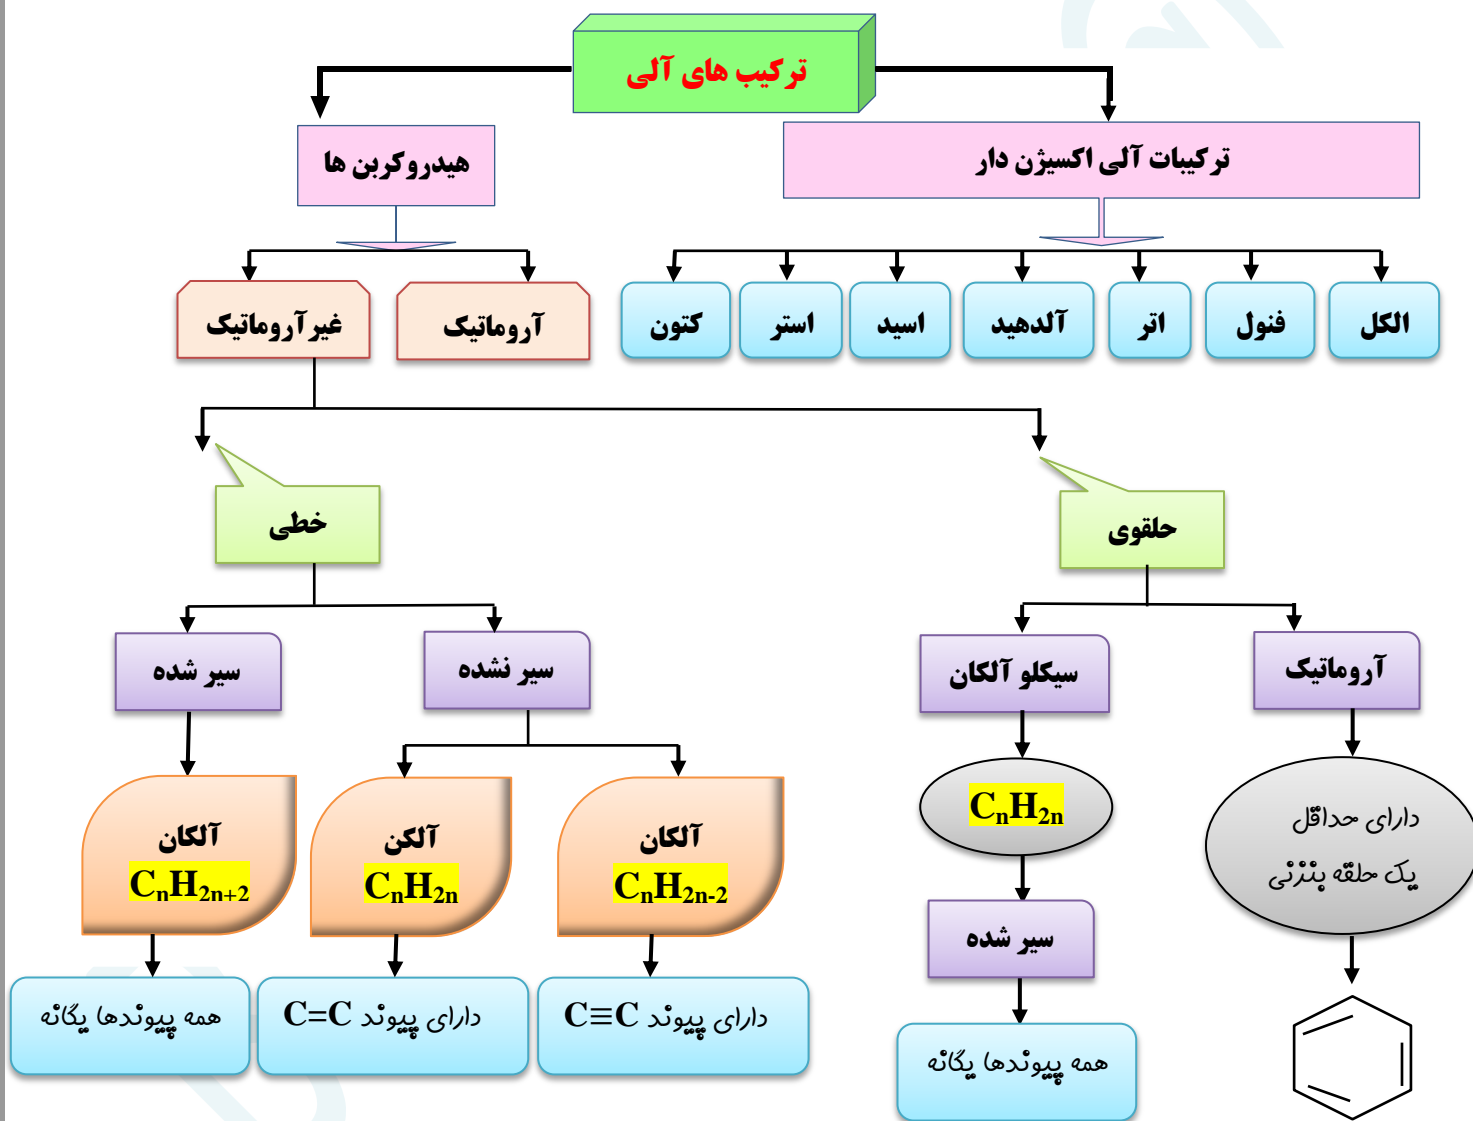 ترکیب های آلی
ترکیبات آلی اکسیژن دار
هیدروکربن ها
الکل
فنول
اتر
آلدهید
اسید
استر
کتون
آروماتیک
غیرآروماتیک
حلقوی
خطی
آروماتیک
سیکلو آلکان
سیر نشده
سیر شده
دارای حداقل
یک حلقه بنزنی
CnH2n
آلکان
CnH2n-2
آلکن
CnH2n
آلکان
CnH2n+2
سیر شده
همه پیوندها یگانه
دارای پیوند C≡C
دارای پیوند C=C
همه پیوندها یگانه